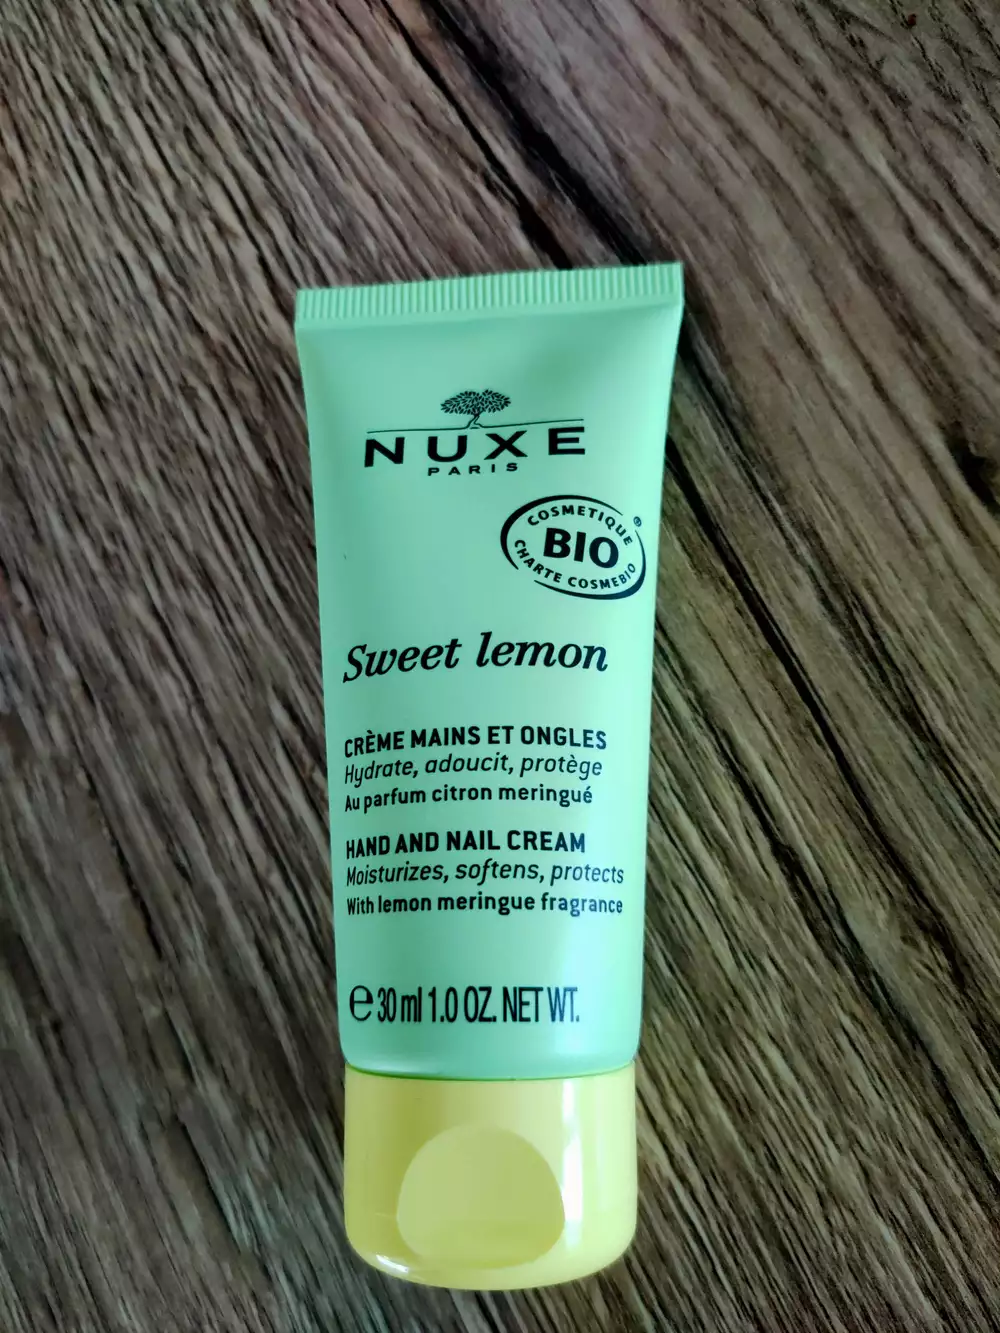 NUXE
PARIS
COSMETIQUE
®
BIO
CHARTE COSMEBIO
Sweet lemon
CRÈME MAINS ET ONGLES
Hydrate, adoucit, protège
Au parfum citron meringué
HAND AND NAIL CREAM
Moisturizes, softens, protects
With lemon meringue fragrance
℮ 30 ml 1.0 OZ. NET WT.